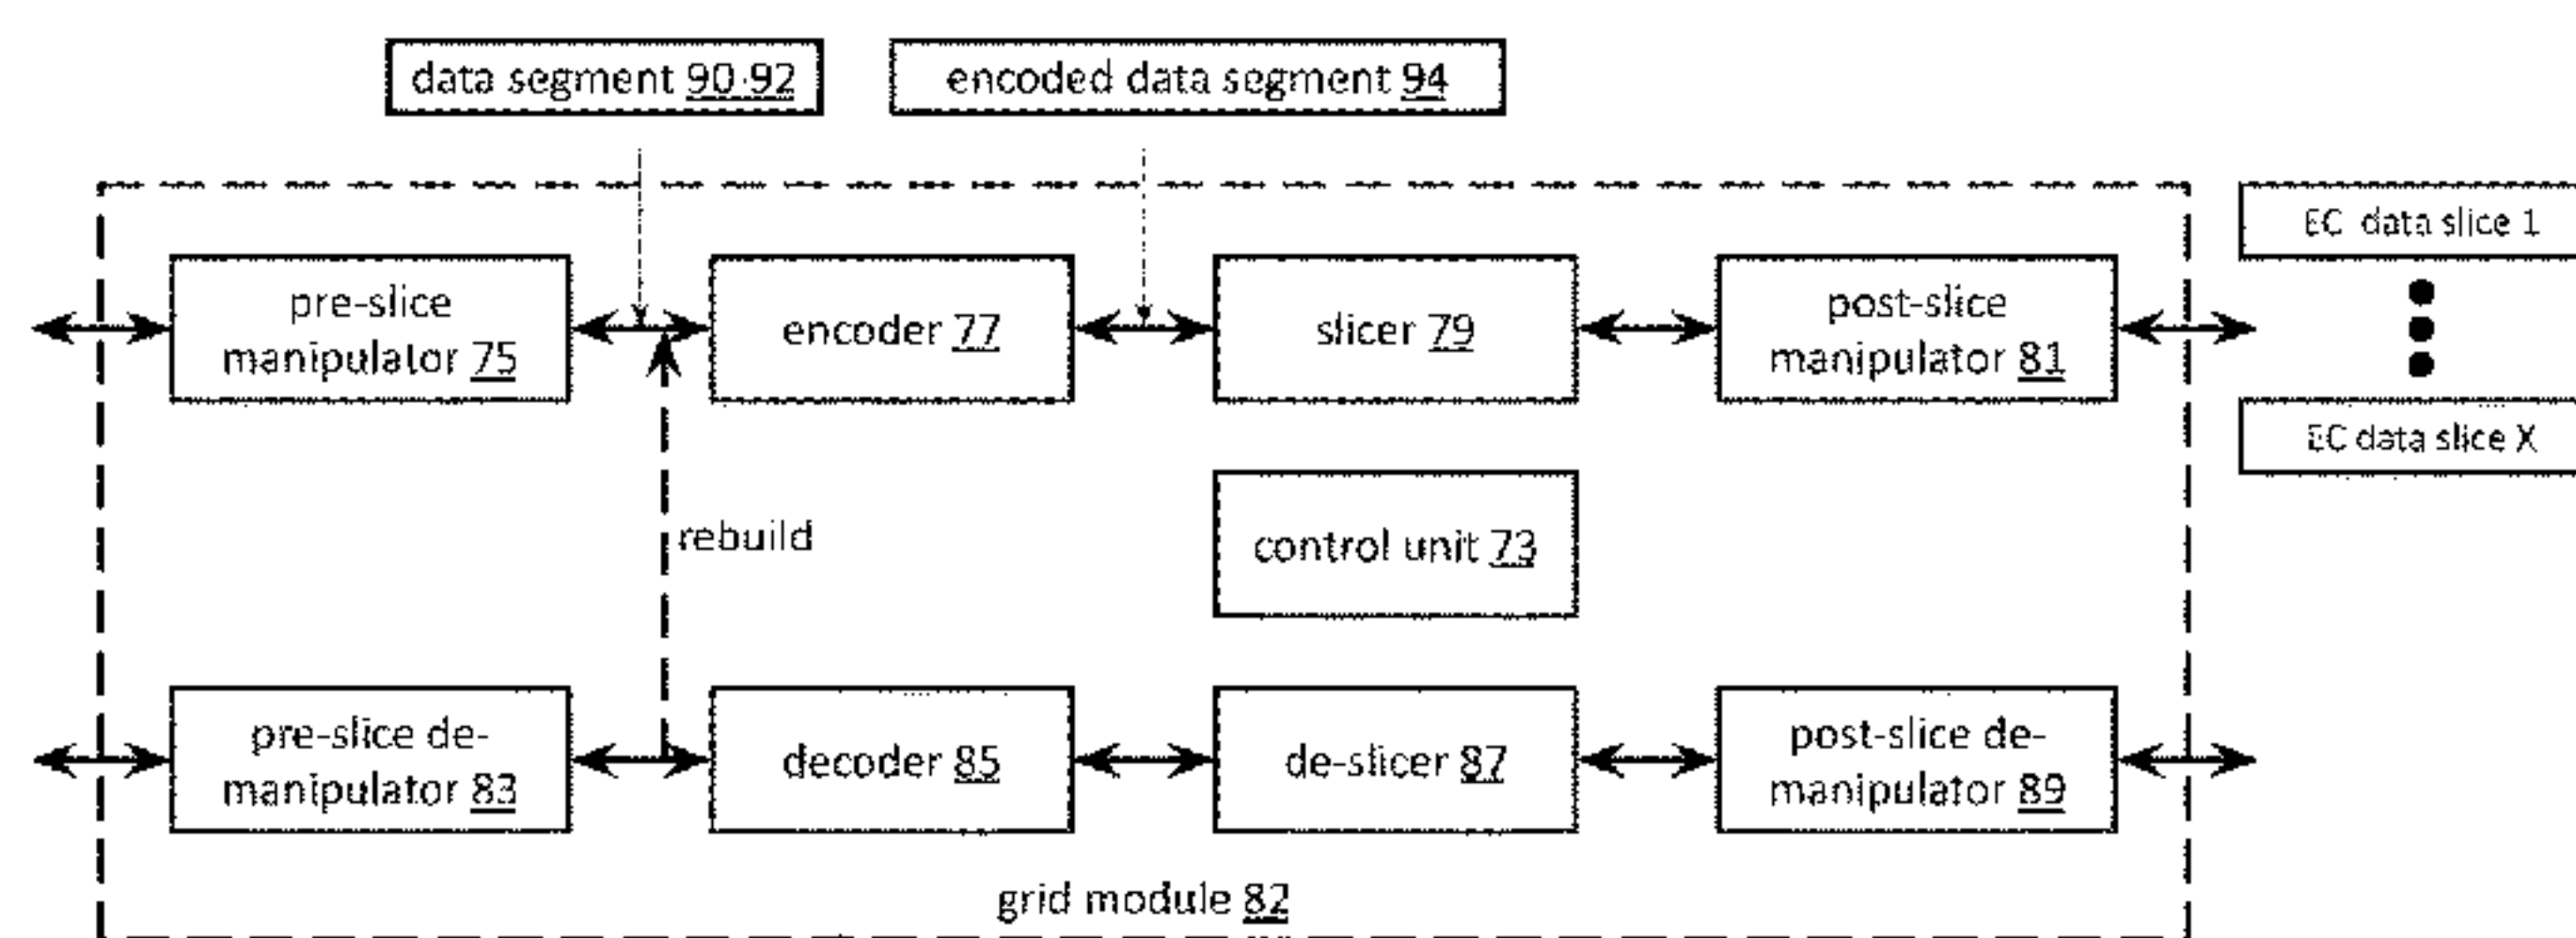 data segment 90-92
encoded data segment 94
EC data slice 1
pre-slice
manipulator 75
encoder 77
slicer 79
post-slice
manipulator 81
EC data slice X
rebuild
control unit 73
pre-slice de-
manipulator 83
decoder 85
de-slicer 87
post-slice de-
manipulator 89
grid module 82